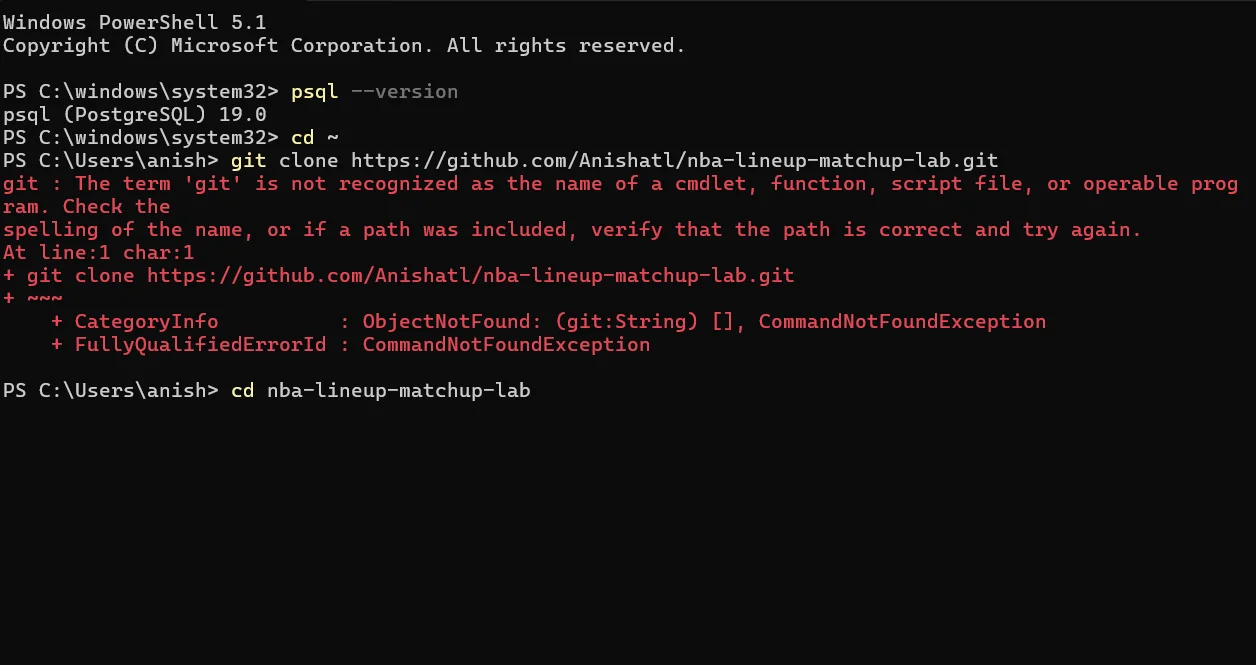 Windows PowerShell 5.1
Copyright (C) Microsoft Corporation. All rights reserved.
PS C:\windows\system32> psql --version
psql (PostgreSQL) 19.0
PS C:\windows\system32> cd ~
PS C:\Users\anish> git clone https://github.com/Anishatl/nba-lineup-matchup-lab.git
git : The term 'git' is not recognized as the name of a cmdlet, function, script file, or operable prog
ram. Check the
spelling of the name, or if a path was included, verify that the path is correct and try again.
At line:1 char:1
+ git clone https://github.com/Anishatl/nba-lineup-matchup-lab.git
+ ~~~
    + CategoryInfo          : ObjectNotFound: (git:String) [], CommandNotFoundException
    + FullyQualifiedErrorId : CommandNotFoundException
PS C:\Users\anish> cd nba-lineup-matchup-lab